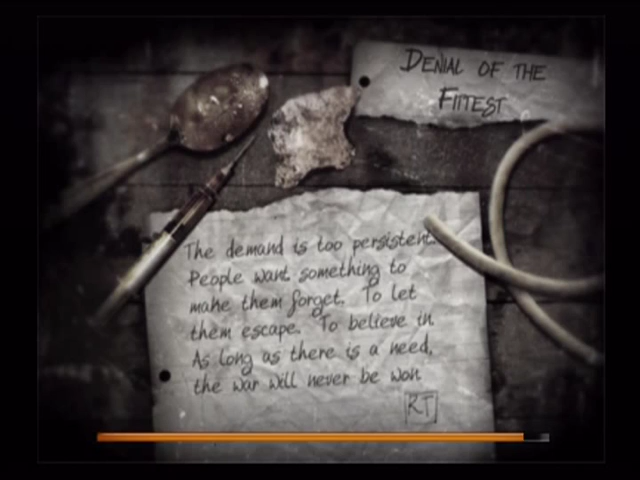 DENIAL OF THE
FITTEST
The demand is too persistent.
People want something to
make them forget. To let
them escape. To believe in.
As long as there is a need,
the war will never be won.
RT